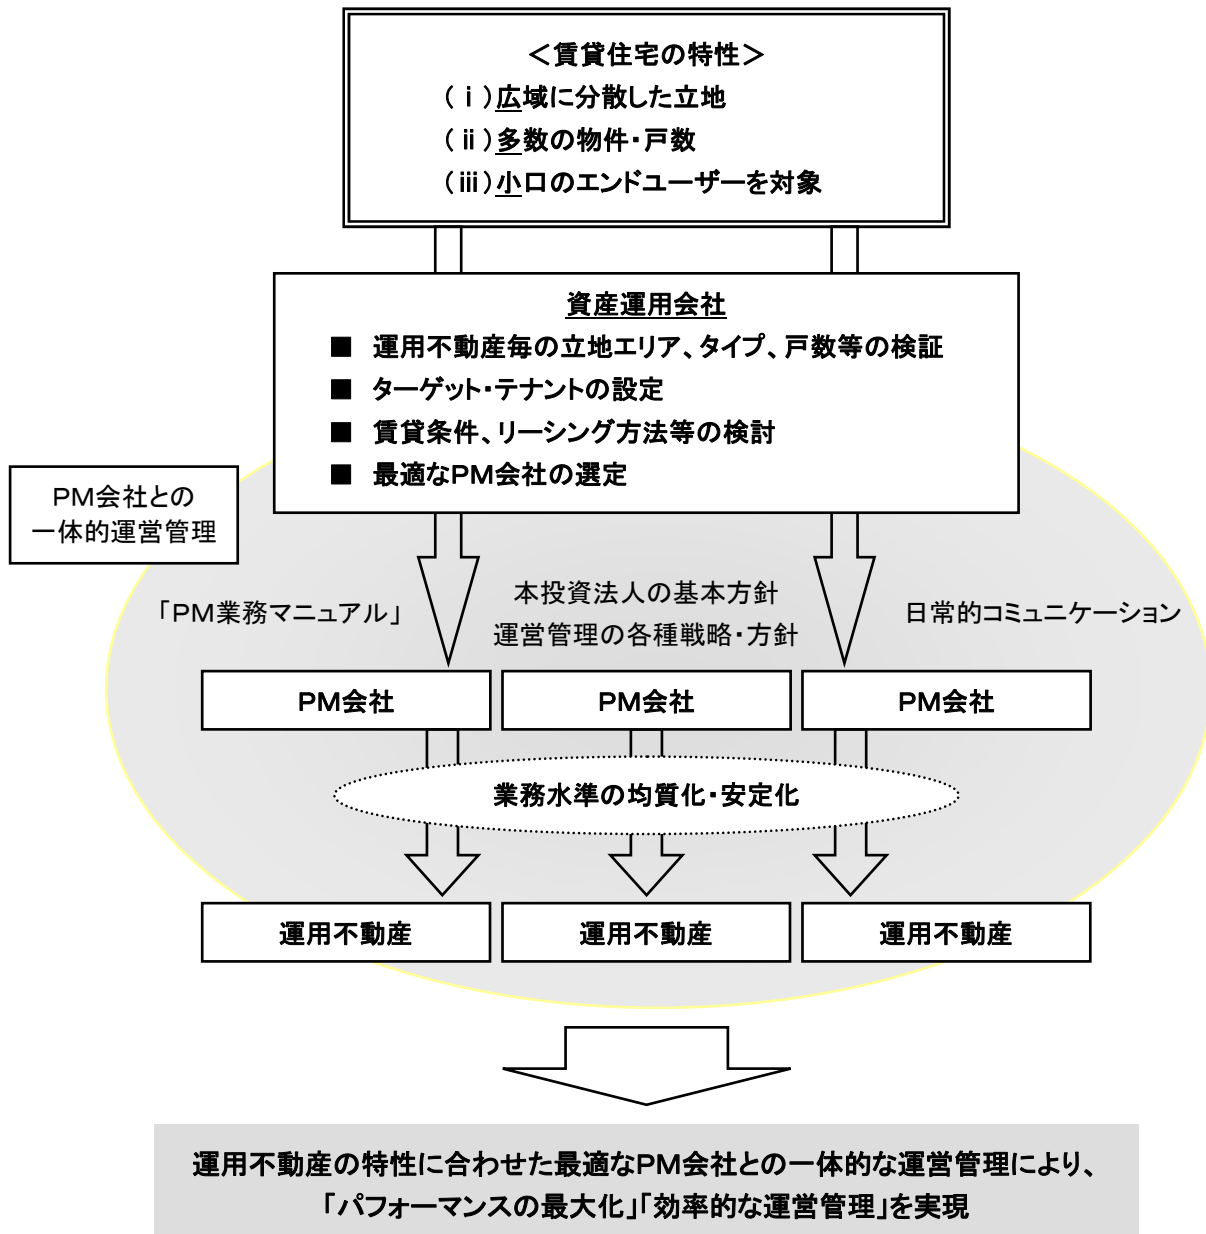 ＜賃貸住宅の特性＞
(ⅰ)広域に分散した立地
(ⅱ)多数の物件・戸数
(ⅲ)小口のエンドユーザーを対象
資産運用会社
■ 運用不動産毎の立地エリア、タイプ、戸数等の検証
■ ターゲット・テナントの設定
■ 賃貸条件、リーシング方法等の検討
■ 最適なPM会社の選定
PM会社との
一体的運営管理
「PM業務マニュアル」
本投資法人の基本方針
運営管理の各種戦略・方針
日常的コミュニケーション
PM会社
PM会社
PM会社
業務水準の均質化・安定化
運用不動産
運用不動産
運用不動産
運用不動産の特性に合わせた最適なPM会社との一体的な運営管理により、
「パフォーマンスの最大化」「効率的な運営管理」を実現